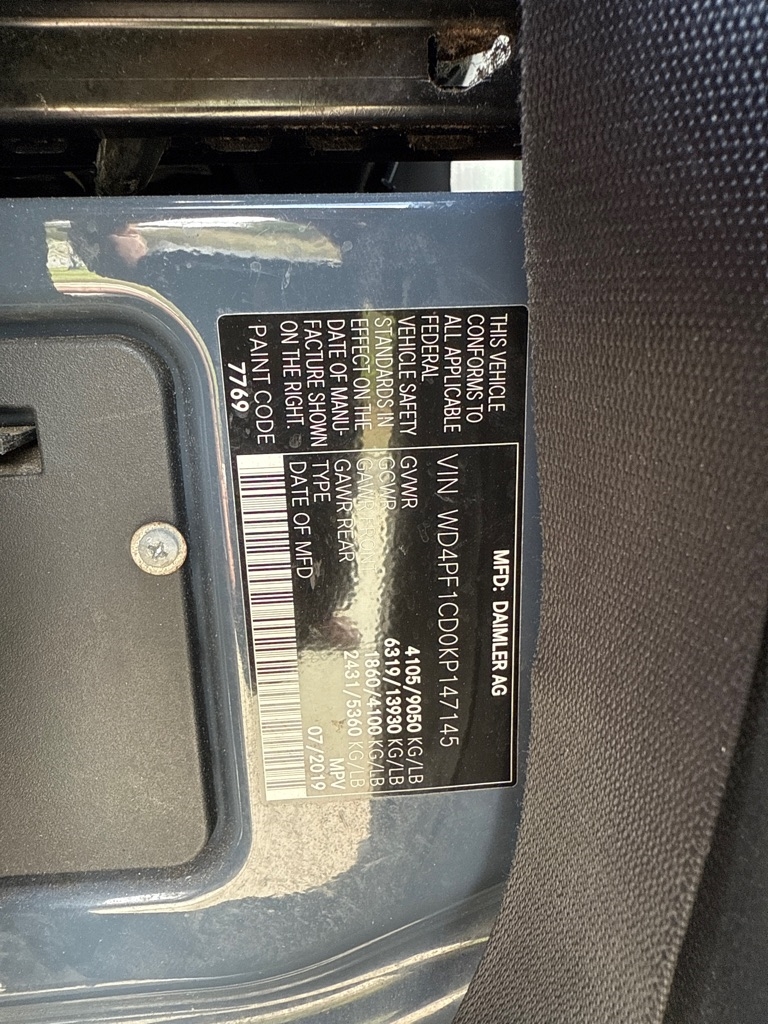 THIS VEHICLE
CONFORMS TO
ALL APPLICABLE
FEDERAL
VEHICLE SAFETY
STANDARDS IN
EFFECT ON THE
DATE OF MANU-
FACTURE SHOWN
ON THE RIGHT.
PAINT CODE
7769
MFD: DAIMLER AG
VIN WD4PF1CD0KP147145
GVWR 4105/9050 KG/LB
GCWR 6319/13930 KG/LB
GAWR 1860/4100 KG/LB
GAWR REAR 2431/5360 KG/LB
TYPE MPV
DATE OF MFD 07/2019